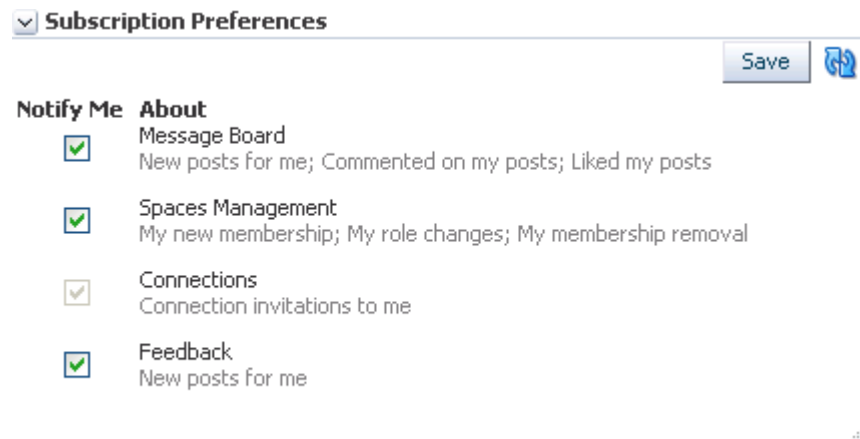 Subscription Preferences
Save
Notify Me About
Message Board
New posts for me; Commented on my posts; Liked my posts
Spaces Management
My new membership; My role changes; My membership removal
Connections
Connection invitations to me
Feedback
New posts for me